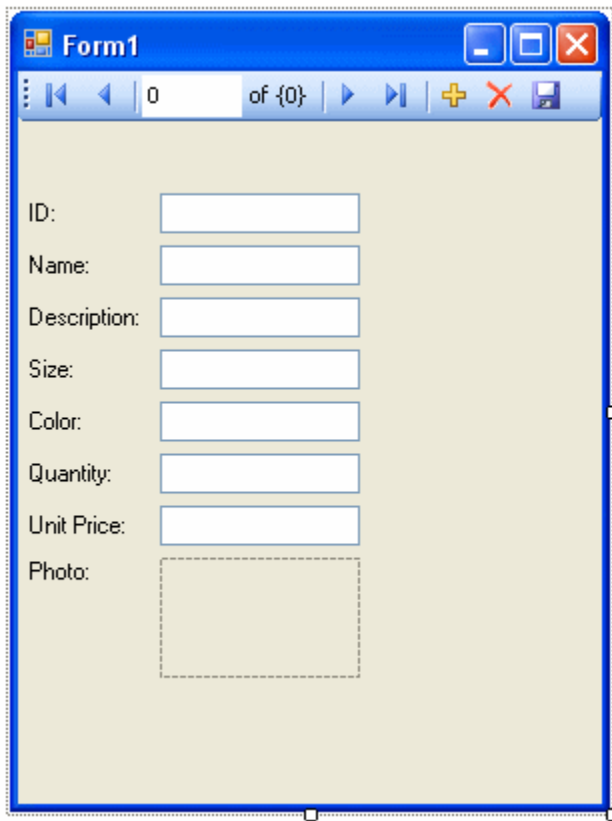 Form1
0 of {0}
ID:
Name:
Description:
Size:
Color:
Quantity:
Unit Price:
Photo: